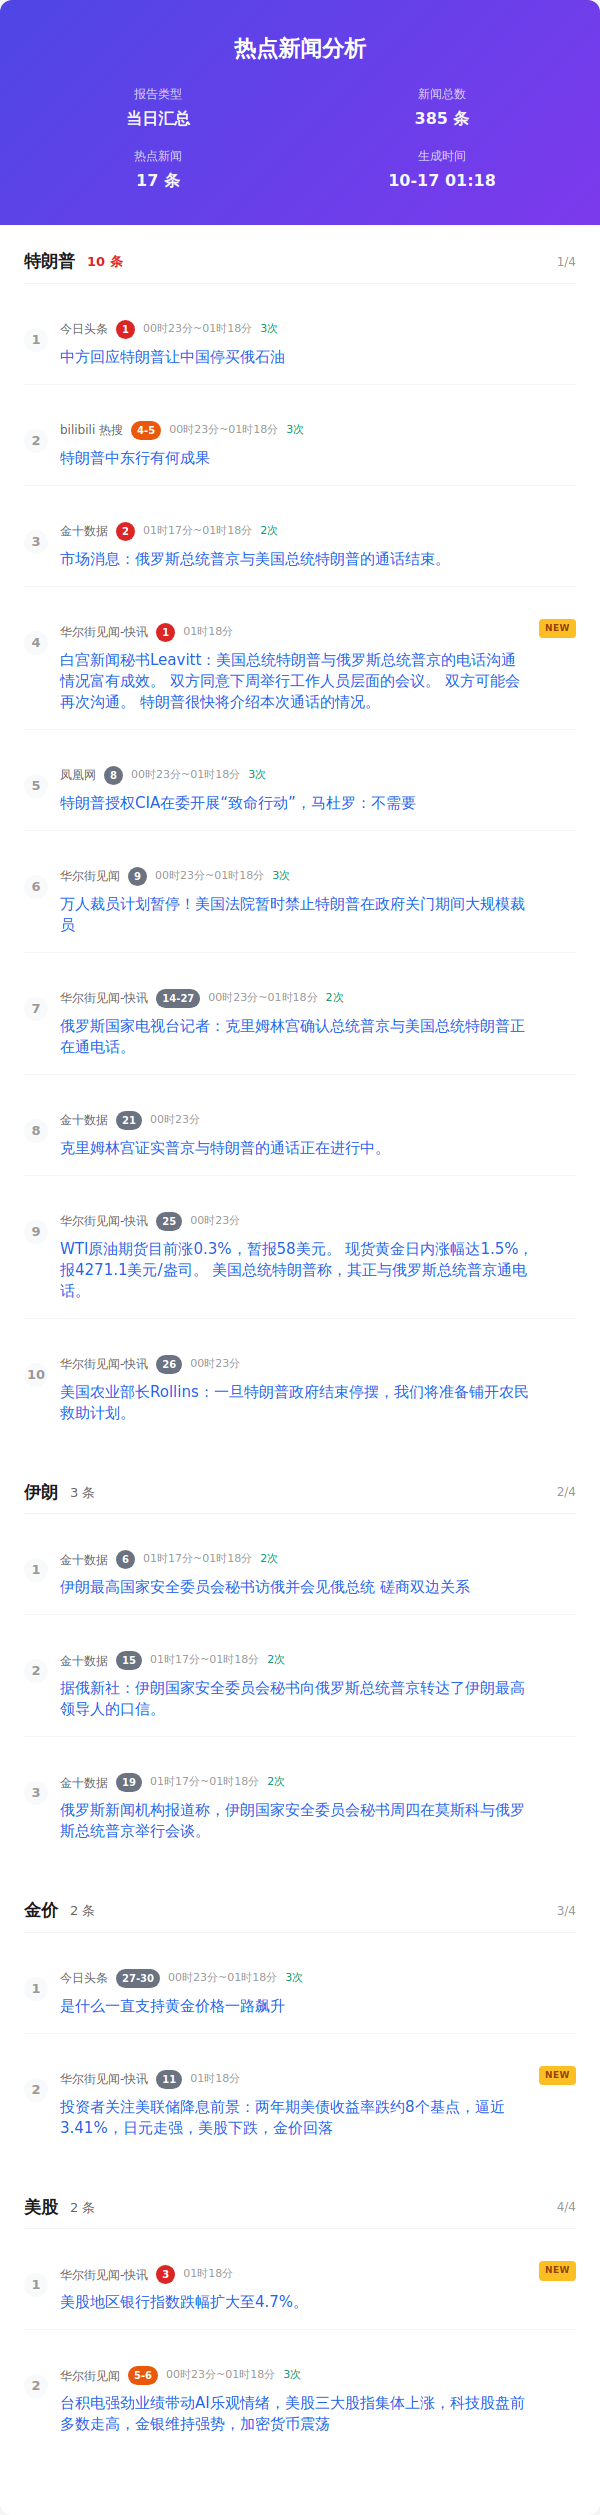 热点新闻分析
报告类型
新闻总数
当日汇总
385 条
热点新闻
生成时间
17 条
10-17 01:18
特朗普 10 条 1/4
1 今日头条 1 00时23分~01时18分 3次
中方回应特朗普让中国停买俄石油
2 bilibili 热搜 4-5 00时23分~01时18分 3次
特朗普中东行有何成果
3 金十数据 2 01时17分~01时18分 2次
市场消息：俄罗斯总统普京与美国总统特朗普的通话结束。
4 华尔街见闻-快讯 1 01时18分 NEW
白宫新闻秘书Leavitt：美国总统特朗普与俄罗斯总统普京的电话沟通
情况富有成效。 双方同意下周举行工作人员层面的会议。 双方可能会
再次沟通。 特朗普很快将介绍本次通话的情况。
5 凤凰网 8 00时23分~01时18分 3次
特朗普授权CIA在委开展“致命行动”，马杜罗：不需要
6 华尔街见闻 9 00时23分~01时18分 3次
万人裁员计划暂停！美国法院暂时禁止特朗普在政府关门期间大规模裁
员
7 华尔街见闻-快讯 14-27 00时23分~01时18分 2次
俄罗斯国家电视台记者：克里姆林宫确认总统普京与美国总统特朗普正
在通电话。
8 金十数据 21 00时23分
克里姆林宫证实普京与特朗普的通话正在进行中。
9 华尔街见闻-快讯 25 00时23分
WTI原油期货目前涨0.3%，暂报58美元。 现货黄金日内涨幅达1.5%，
报4271.1美元/盎司。 美国总统特朗普称，其正与俄罗斯总统普京通电
话。
10 华尔街见闻-快讯 26 00时23分
美国农业部长Rollins：一旦特朗普政府结束停摆，我们将准备铺开农民
救助计划。
伊朗 3 条 2/4
1 金十数据 6 01时17分~01时18分 2次
伊朗最高国家安全委员会秘书访俄并会见俄总统 磋商双边关系
2 金十数据 15 01时17分~01时18分 2次
据俄新社：伊朗国家安全委员会秘书向俄罗斯总统普京转达了伊朗最高
领导人的口信。
3 金十数据 19 01时17分~01时18分 2次
俄罗斯新闻机构报道称，伊朗国家安全委员会秘书周四在莫斯科与俄罗
斯总统普京举行会谈。
金价 2 条 3/4
1 今日头条 27-30 00时23分~01时18分 3次
是什么一直支持黄金价格一路飙升
2 华尔街见闻-快讯 11 01时18分 NEW
投资者关注美联储降息前景：两年期美债收益率跌约8个基点，逼近
3.41%，日元走强，美股下跌，金价回落
美股 2 条 4/4
1 华尔街见闻-快讯 3 01时18分 NEW
美股地区银行指数跌幅扩大至4.7%。
2 华尔街见闻 5-6 00时23分~01时18分 3次
台积电强劲业绩带动AI乐观情绪，美股三大股指集体上涨，科技股盘前
多数走高，金银维持强势，加密货币震荡